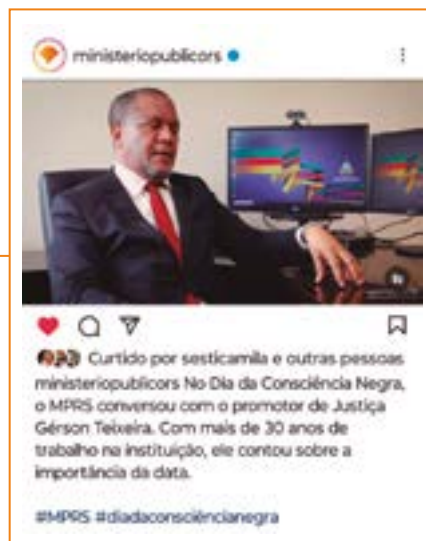 ministeriopublicors
Curtido por sesticamila e outras pessoas
ministeriopublicors No Dia da Consciência Negra,
o MPRS conversou com o promotor de Justiça
Gérson Teixeira. Com mais de 30 anos de
trabalho na instituição, ele contou sobre a
importância da data.
#MPRS #diadaconsciêncianegra